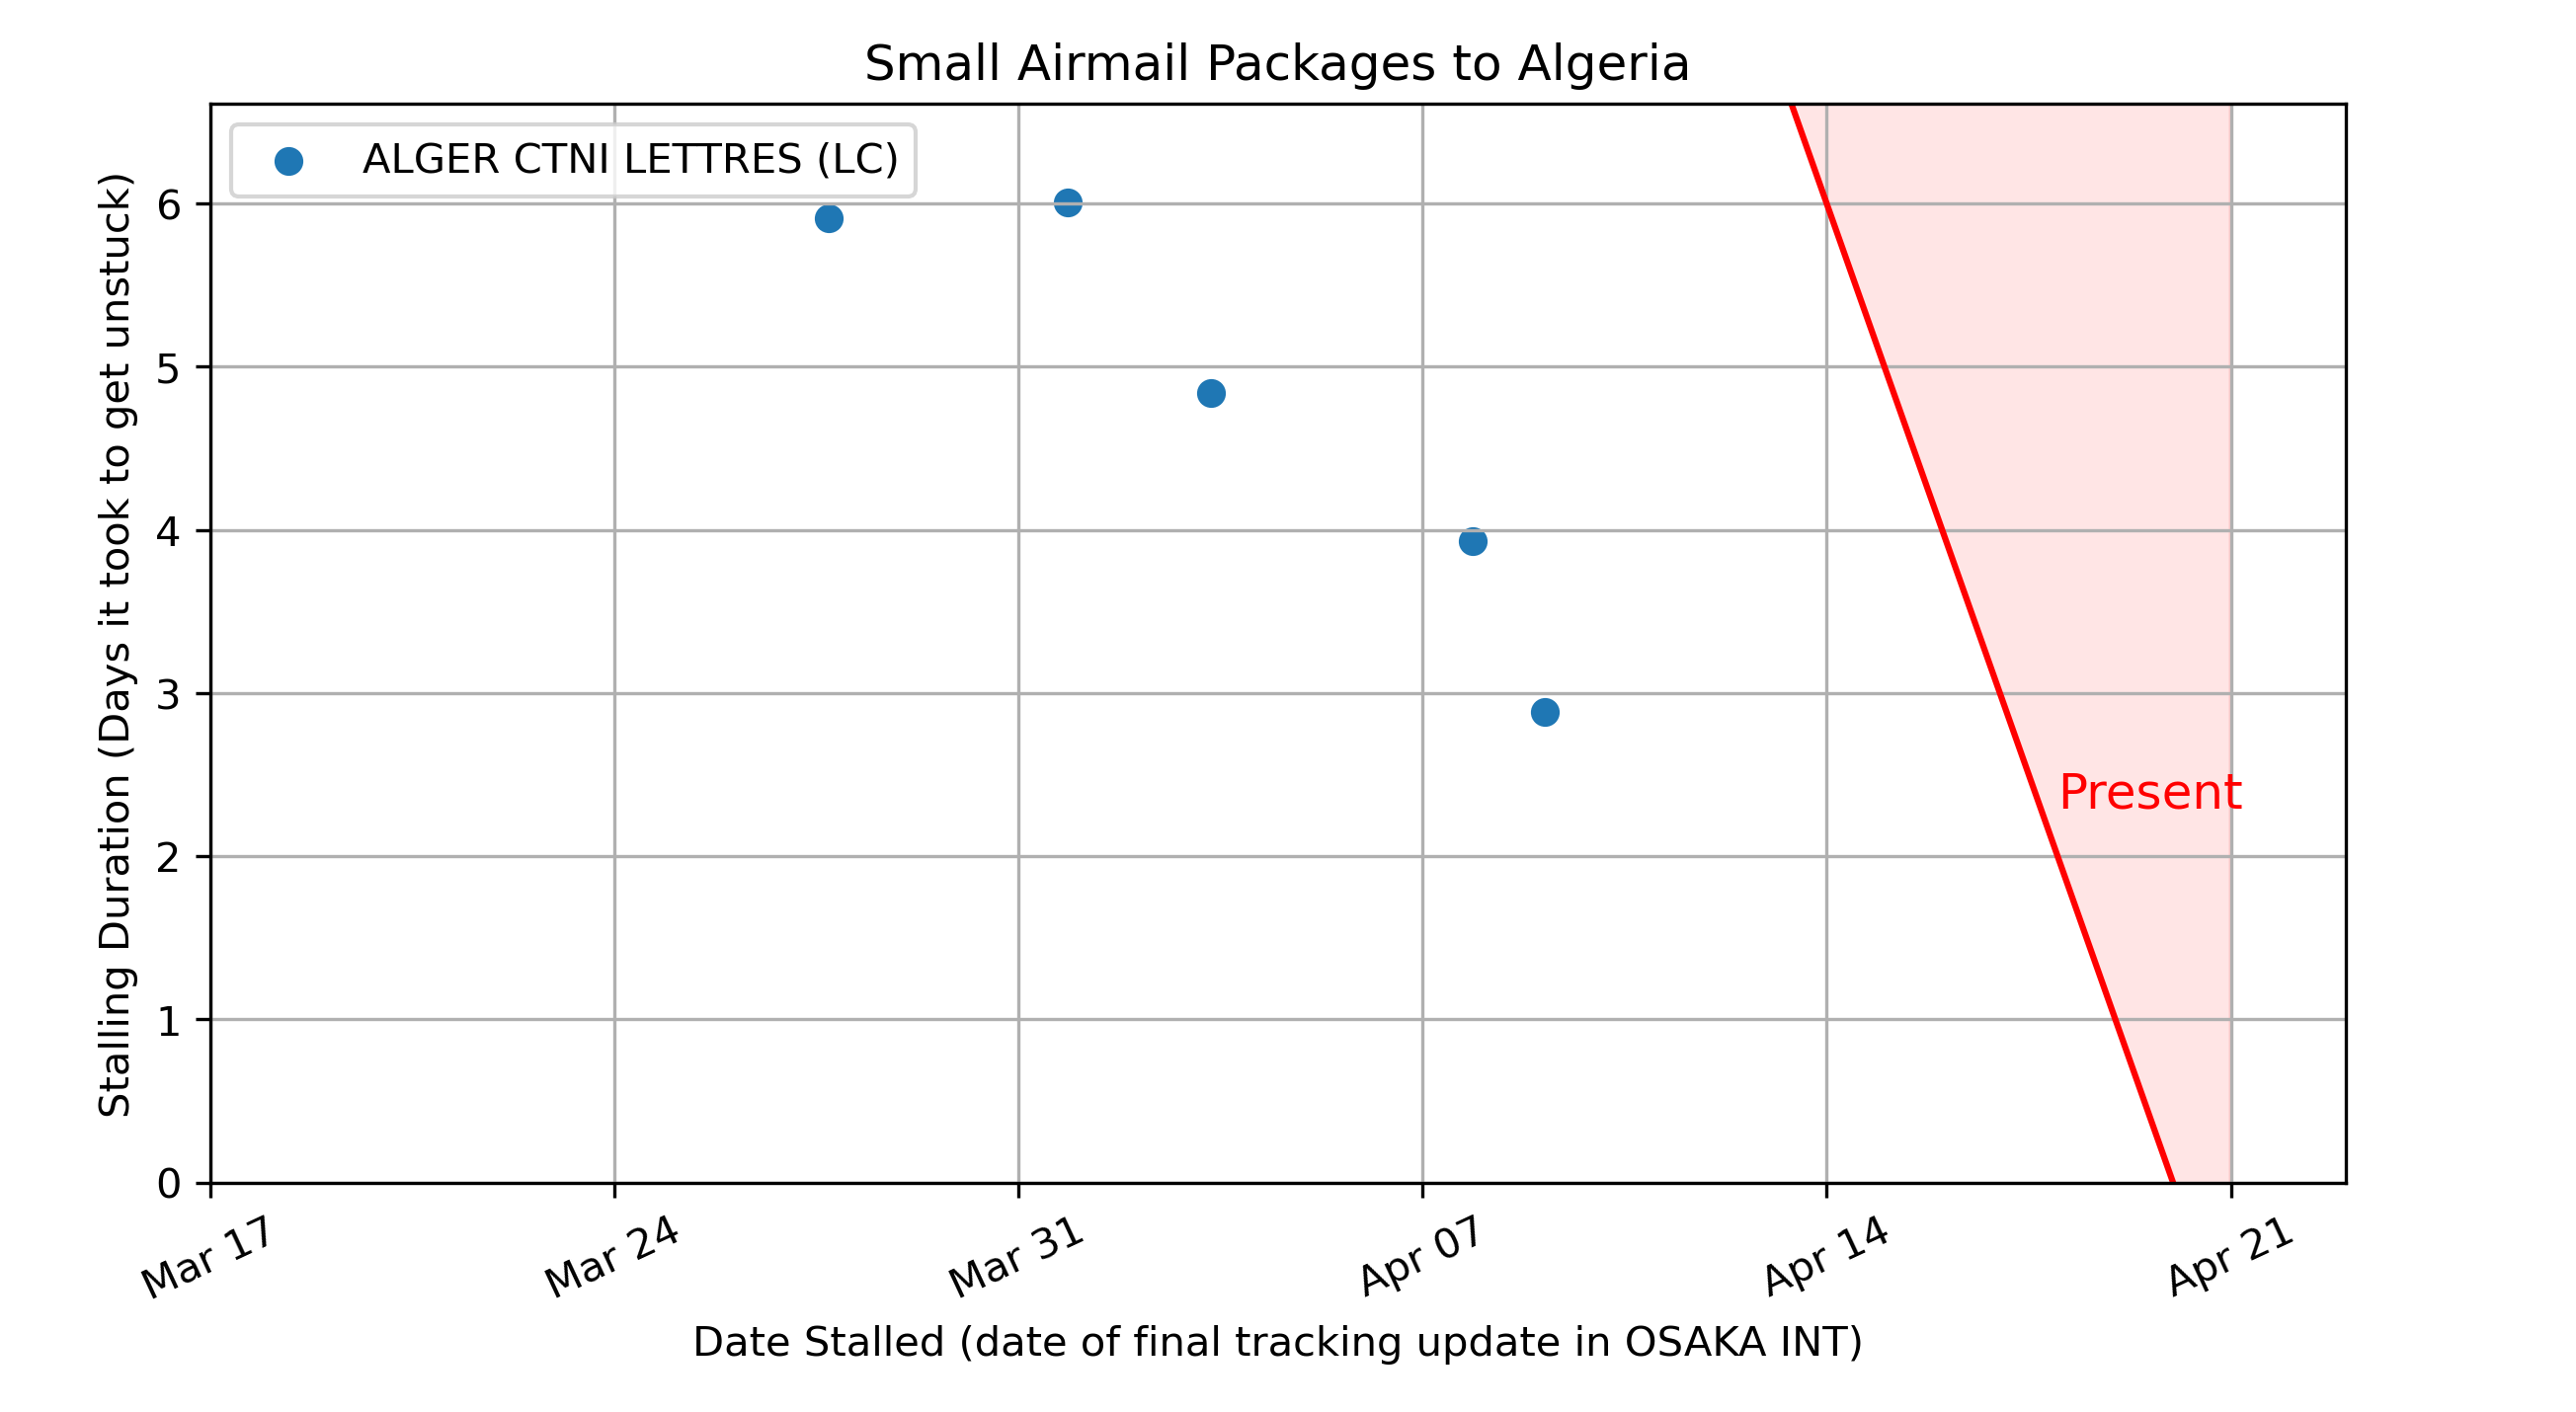 Small Airmail Packages to Algeria
ALGER CTNI LETTRES (LC)
Stalling Duration (Days it took to get unstuck)
6
5
4
3
2
1
0
Present
Mar 17
Mar 24
Mar 31
Apr 07
Apr 14
Apr 21
Date Stalled (date of final tracking update in OSAKA INT)